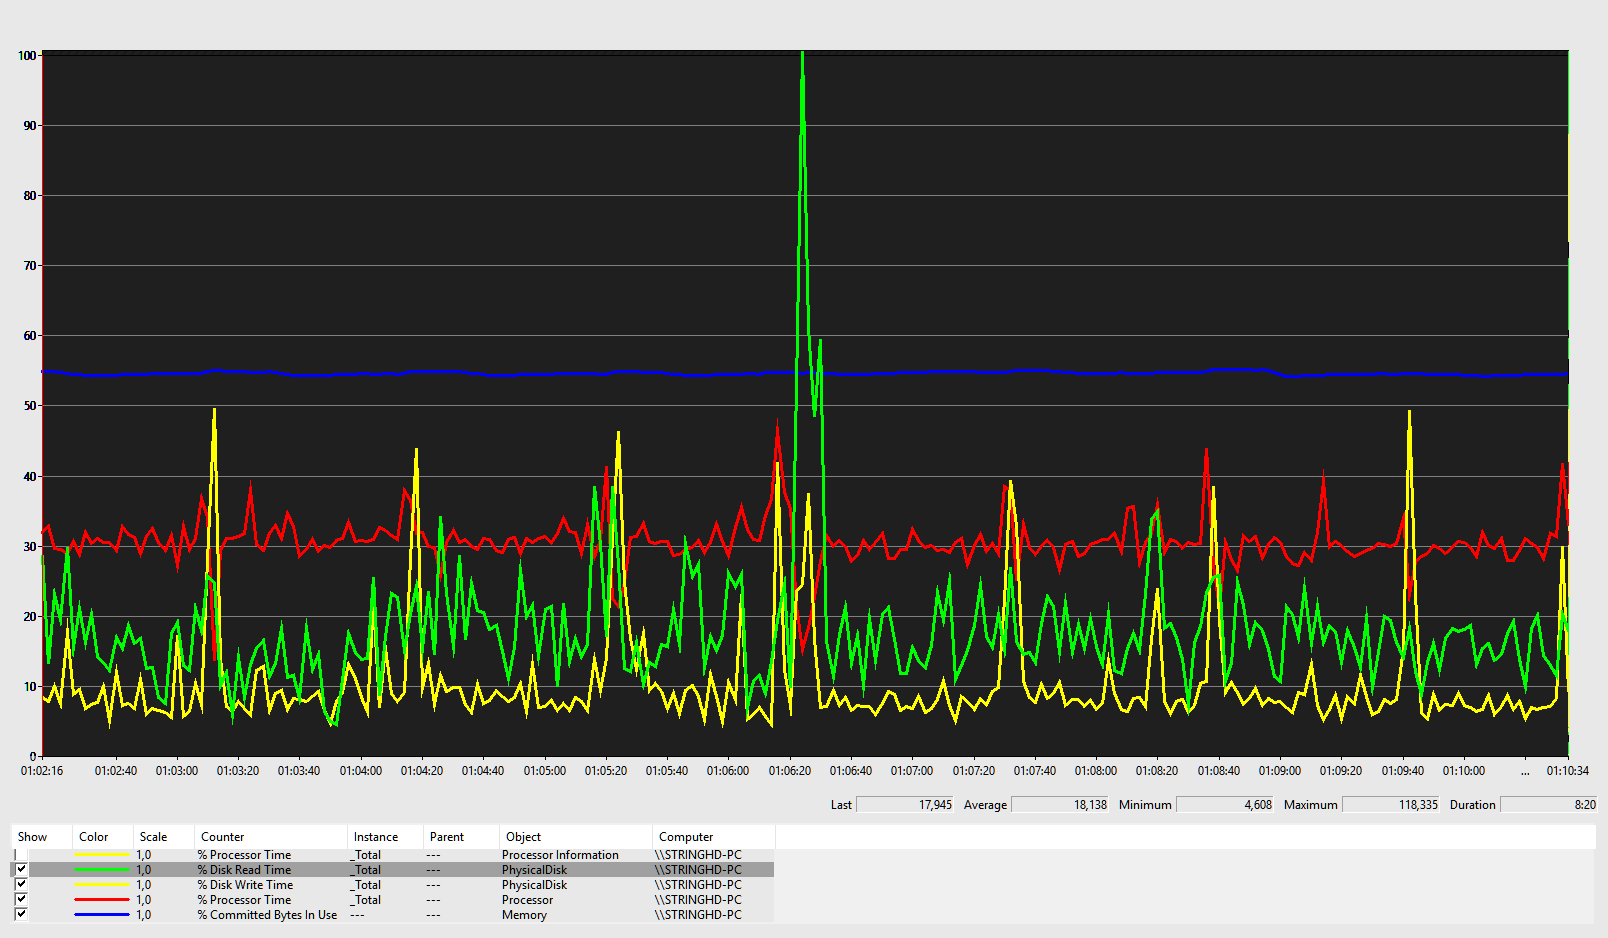 100
90
80
70
60
50
40
30
20
10
0
01:02:16 01:02:40 01:03:00 01:03:20 01:03:40 01:04:00 01:04:20 01:04:40 01:05:00 01:05:20 01:05:40 01:06:00 01:06:20 01:06:40 01:07:00 01:07:20 01:07:40 01:08:00 01:08:20 01:08:40 01:09:00 01:09:20 01:09:40 01:10:00 ... 01:10:34
Last 17,945 Average 18,138 Minimum 4,608 Maximum 118,335 Duration 8:20
Show Color Scale Counter Instance Parent Object Computer
1,0 % Processor Time _Total --- Processor Information \\STRINGHD-PC
1,0 % Disk Read Time _Total --- PhysicalDisk \\STRINGHD-PC
1,0 % Disk Write Time _Total --- PhysicalDisk \\STRINGHD-PC
1,0 % Processor Time _Total --- Processor \\STRINGHD-PC
1,0 % Committed Bytes In Use --- --- Memory \\STRINGHD-PC